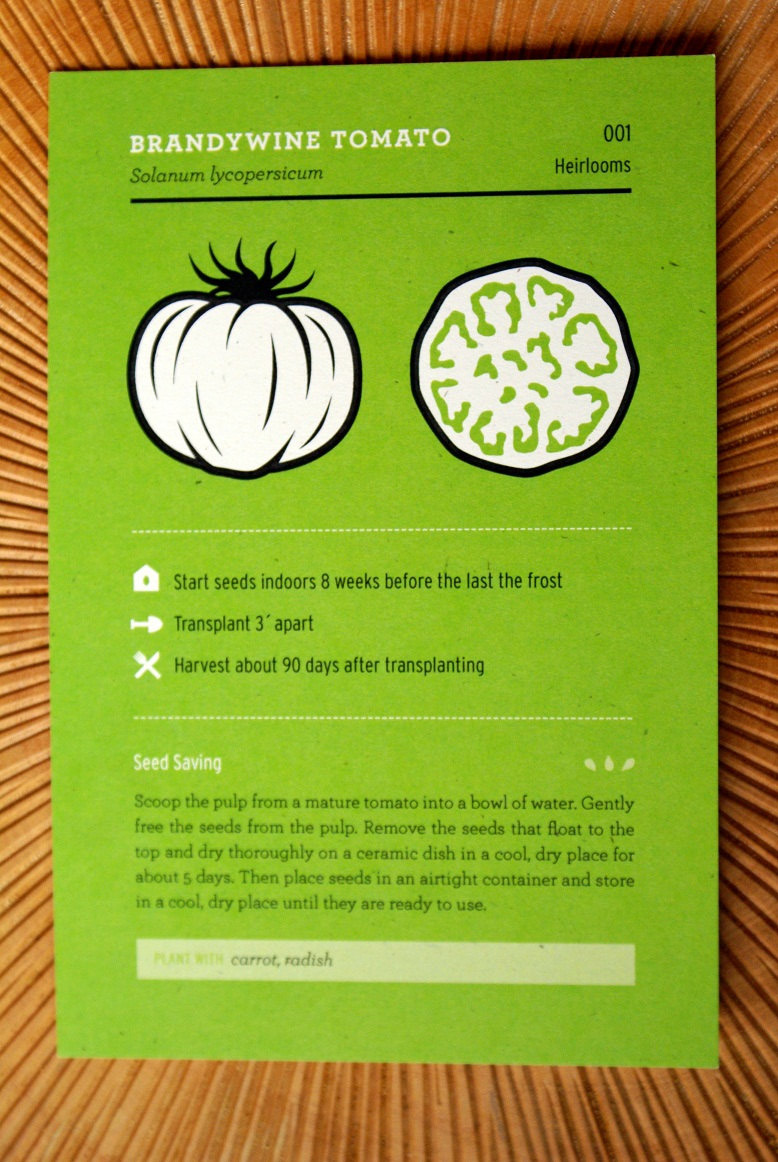 BRANDYWINE TOMATO
Solanum lycopersicum
001
Heirlooms
Start seeds indoors 8 weeks before the last the frost
Transplant 3´ apart
Harvest about 90 days after transplanting
Seed Saving
Scoop the pulp from a mature tomato into a bowl of water. Gently
free the seeds from the pulp. Remove the seeds that float to the
top and dry thoroughly on a ceramic dish in a cool, dry place for
about 5 days. Then place seeds in an airtight container and store
in a cool, dry place until they are ready to use.
PLANT WITH carrot, radish